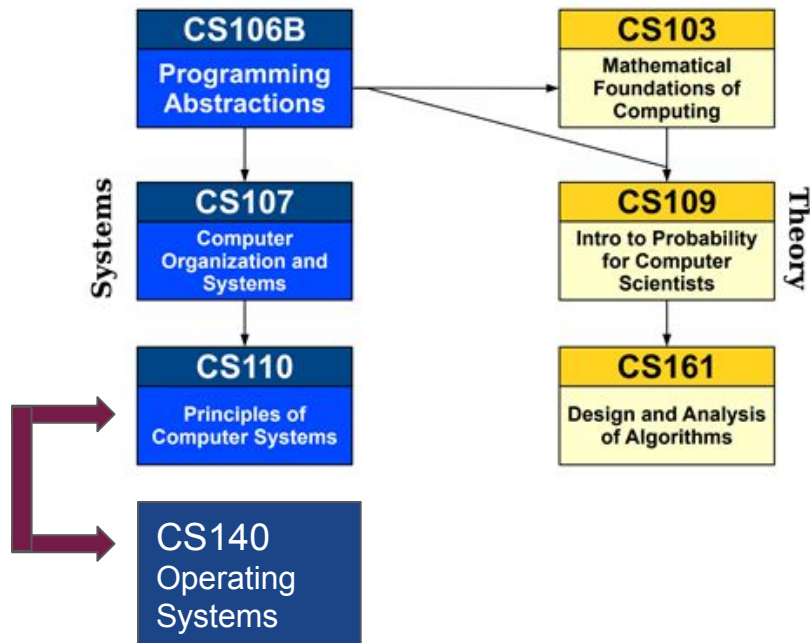 CS106B
Programming
Abstractions
CS103
Mathematical
Foundations of
Computing
Systems
CS107
Computer
Organization and
Systems
CS109
Intro to Probability
for Computer
Scientists
Theory
CS110
Principles of
Computer Systems
CS161
Design and Analysis
of Algorithms
CS140
Operating
Systems